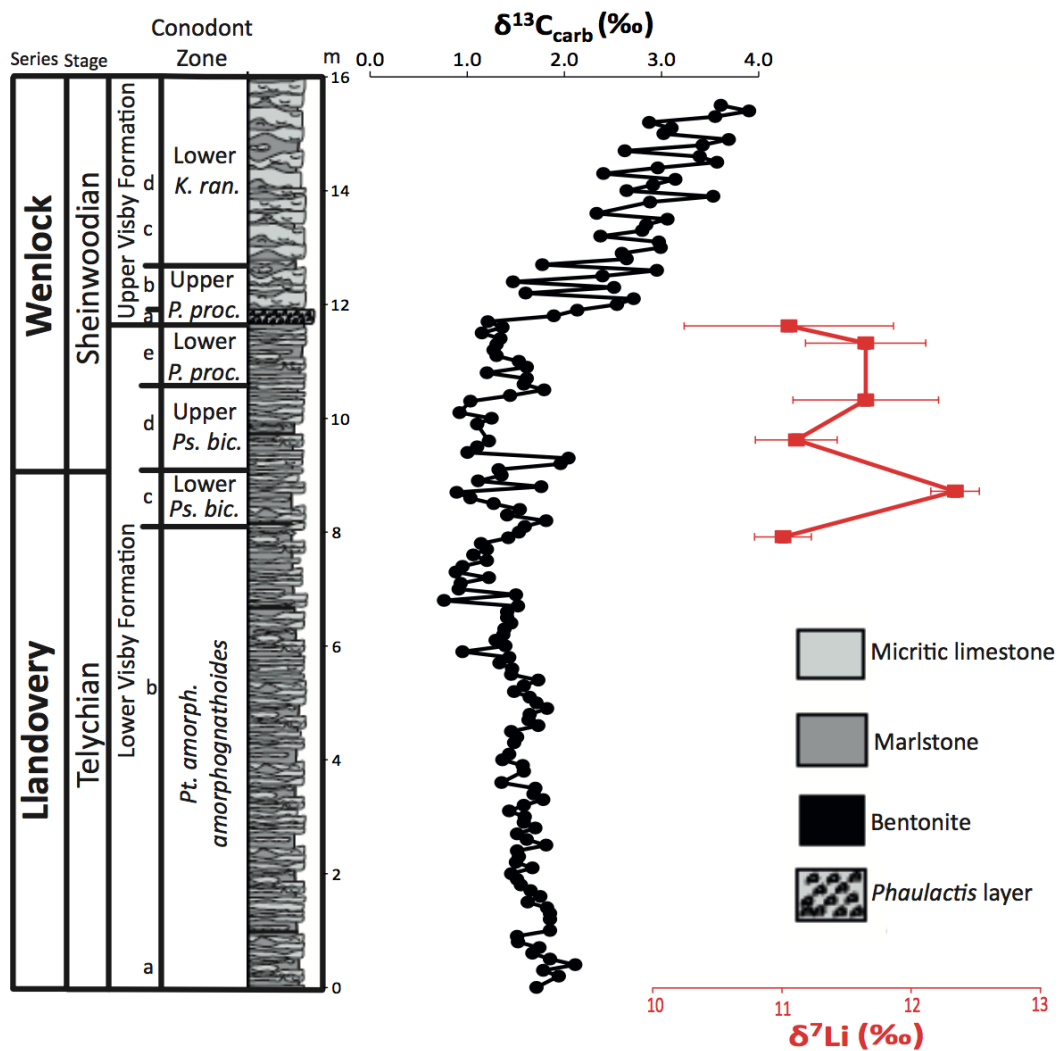 Conodont
Series Stage Zone m
δ¹³Ccarb (‰)
0.0 1.0 2.0 3.0 4.0
16
14
12
10
8
6
4
2
0
Wenlock
Llandovery
Sheinwoodian
Telychian
Upper Visby Formation
Lower Visby Formation
d
c
b
a
e
d
c
b
a
Lower
K. ran.
Upper
P. proc.
Lower
P. proc.
Upper
Ps. bic.
Lower
Ps. bic.
Pt. amorph.
amorphognathoides
Micritic limestone
Marlstone
Bentonite
Phaulactis layer
10 11 12 13
δ⁷Li (‰)